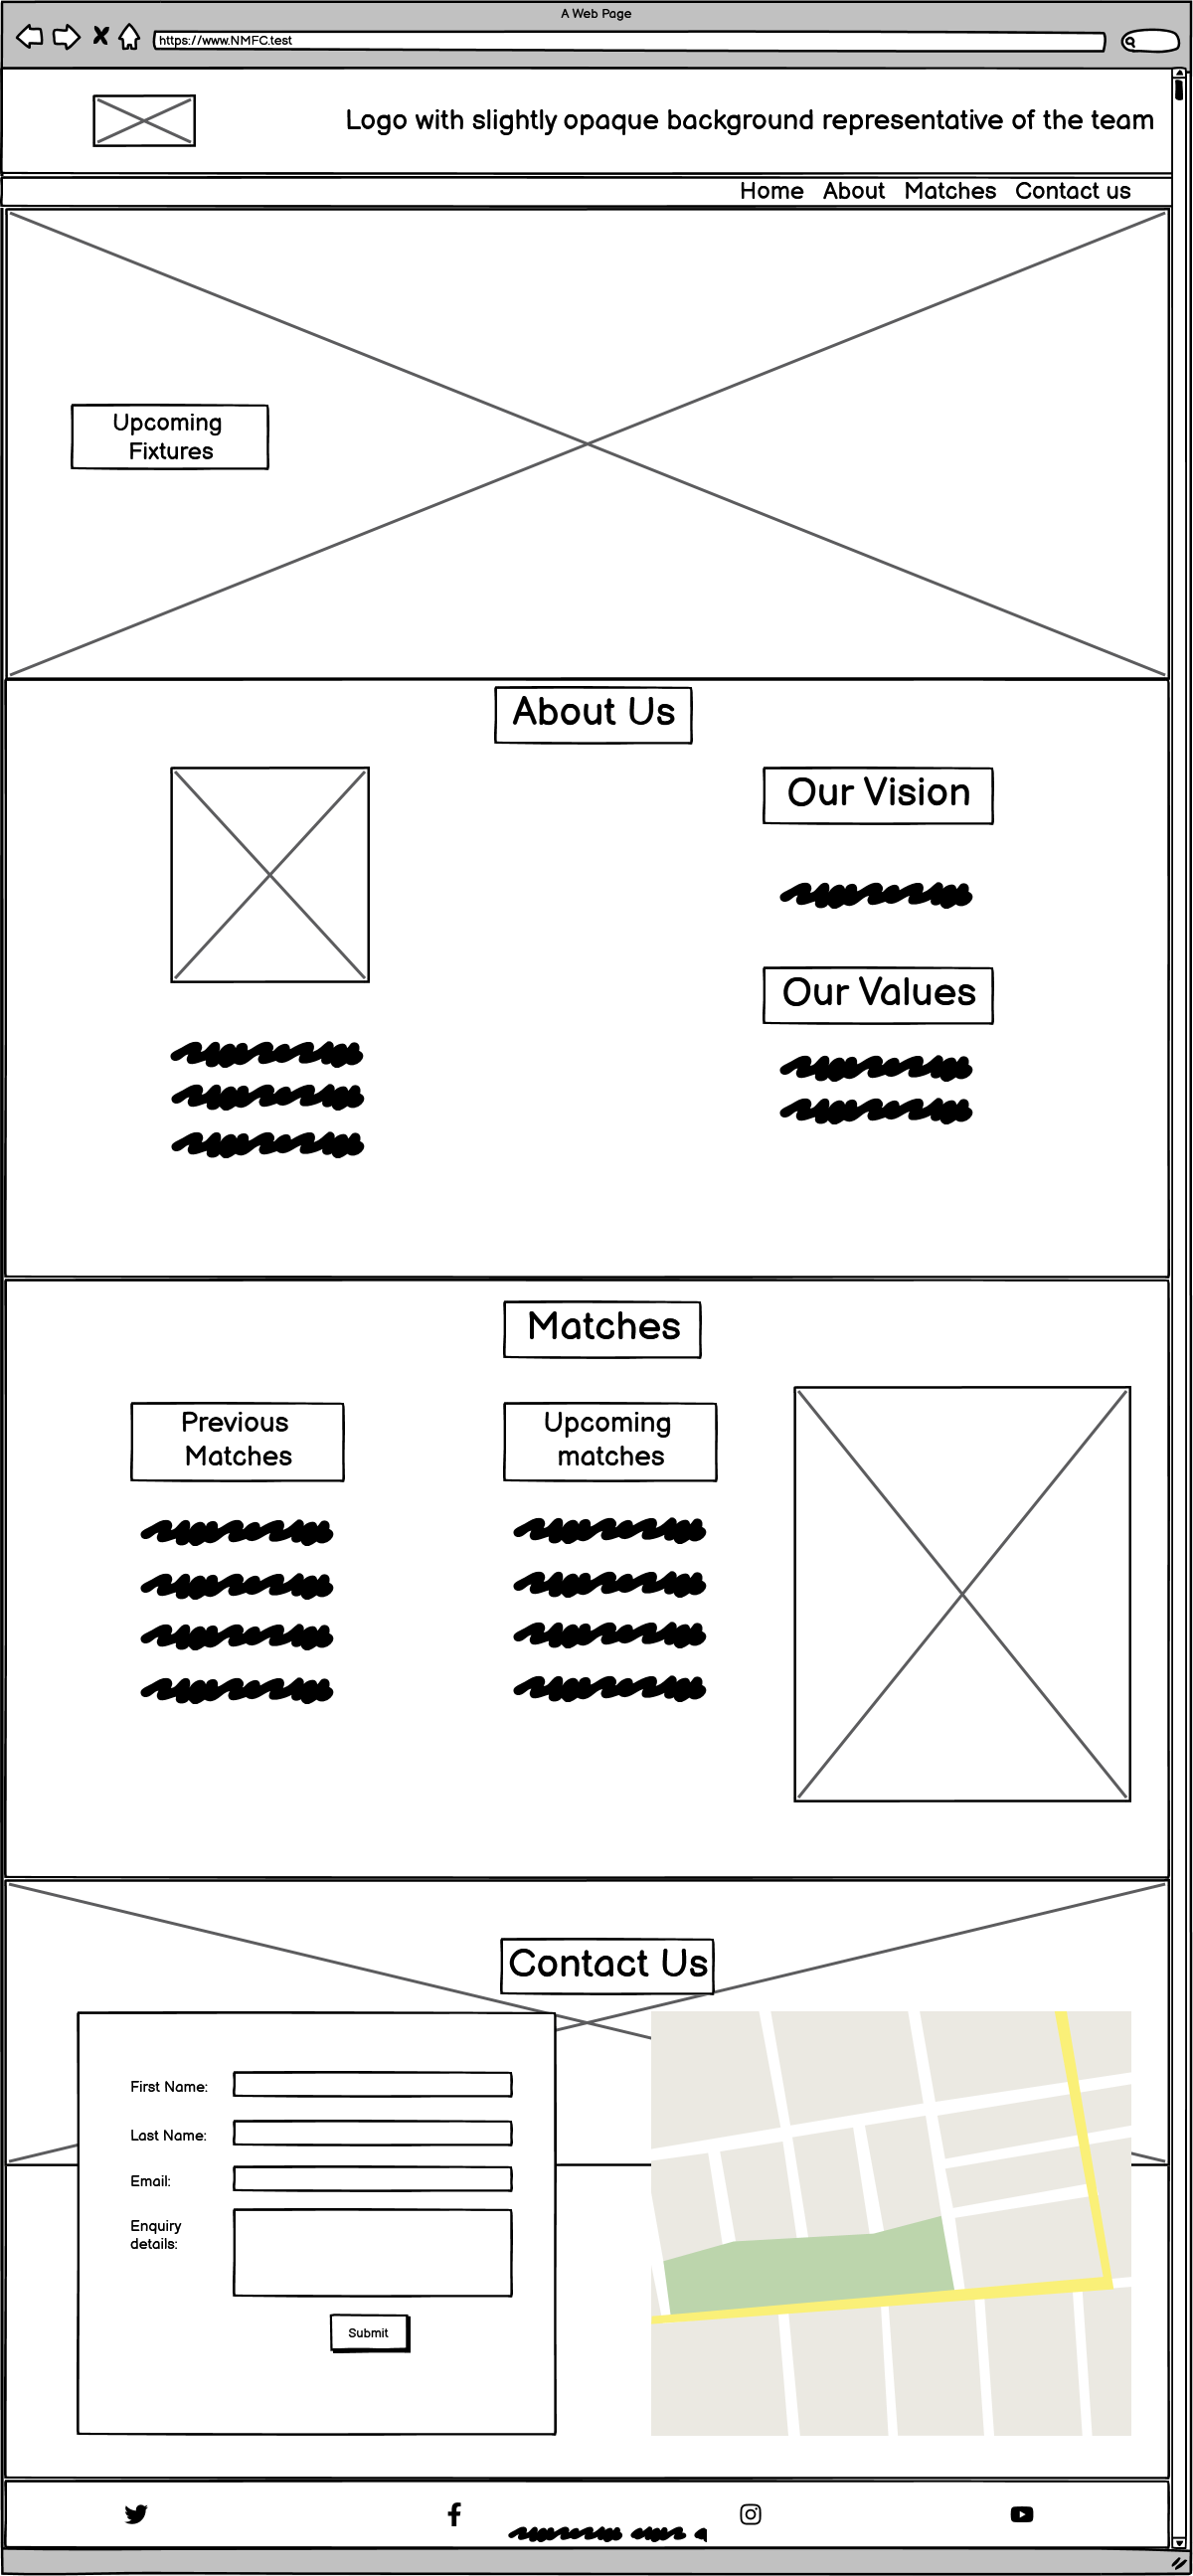 A Web Page
https://www.NMFC.test
Logo with slightly opaque background representative of the team
Home About Matches Contact us
Upcoming
Fixtures
About Us
Our Vision
Our Values
Matches
Previous
Matches
Upcoming
matches
Contact Us
First Name:
Last Name:
Email:
Enquiry
details:
Submit